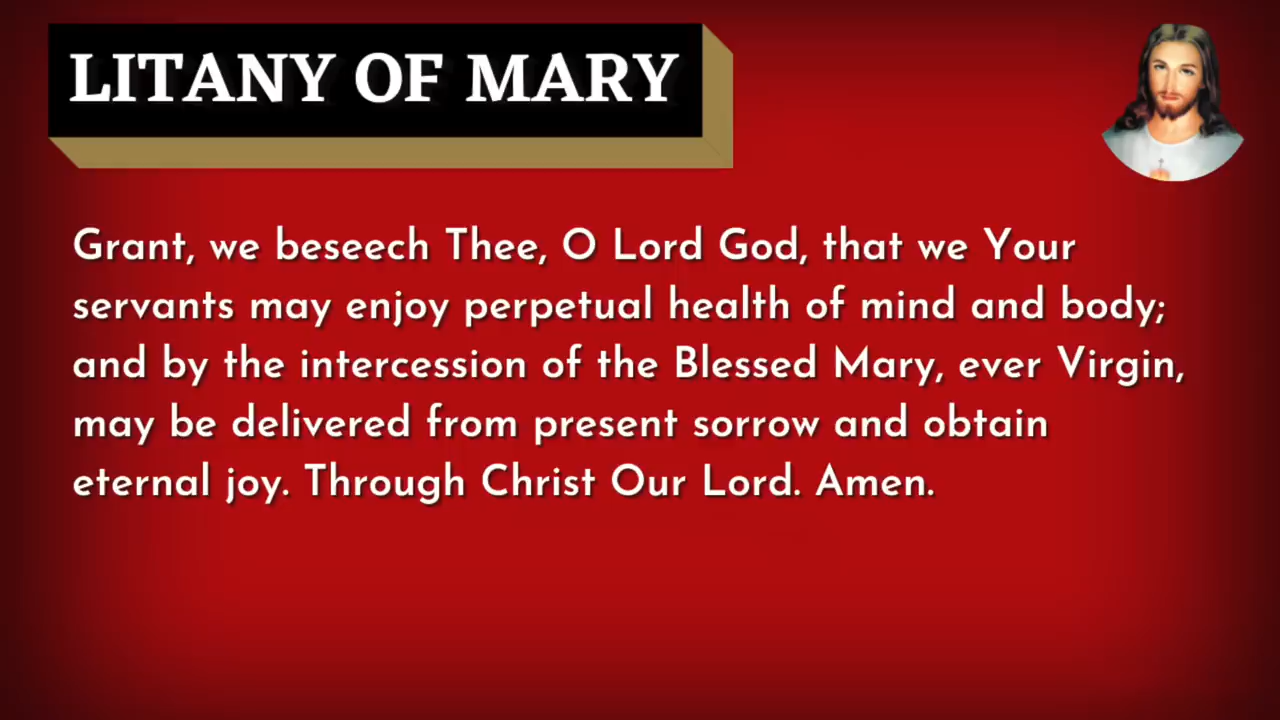 LITANY OF MARY
Grant, we beseech Thee, O Lord God, that we Your
servants may enjoy perpetual health of mind and body;
and by the intercession of the Blessed Mary, ever Virgin,
may be delivered from present sorrow and obtain
eternal joy. Through Christ Our Lord. Amen.